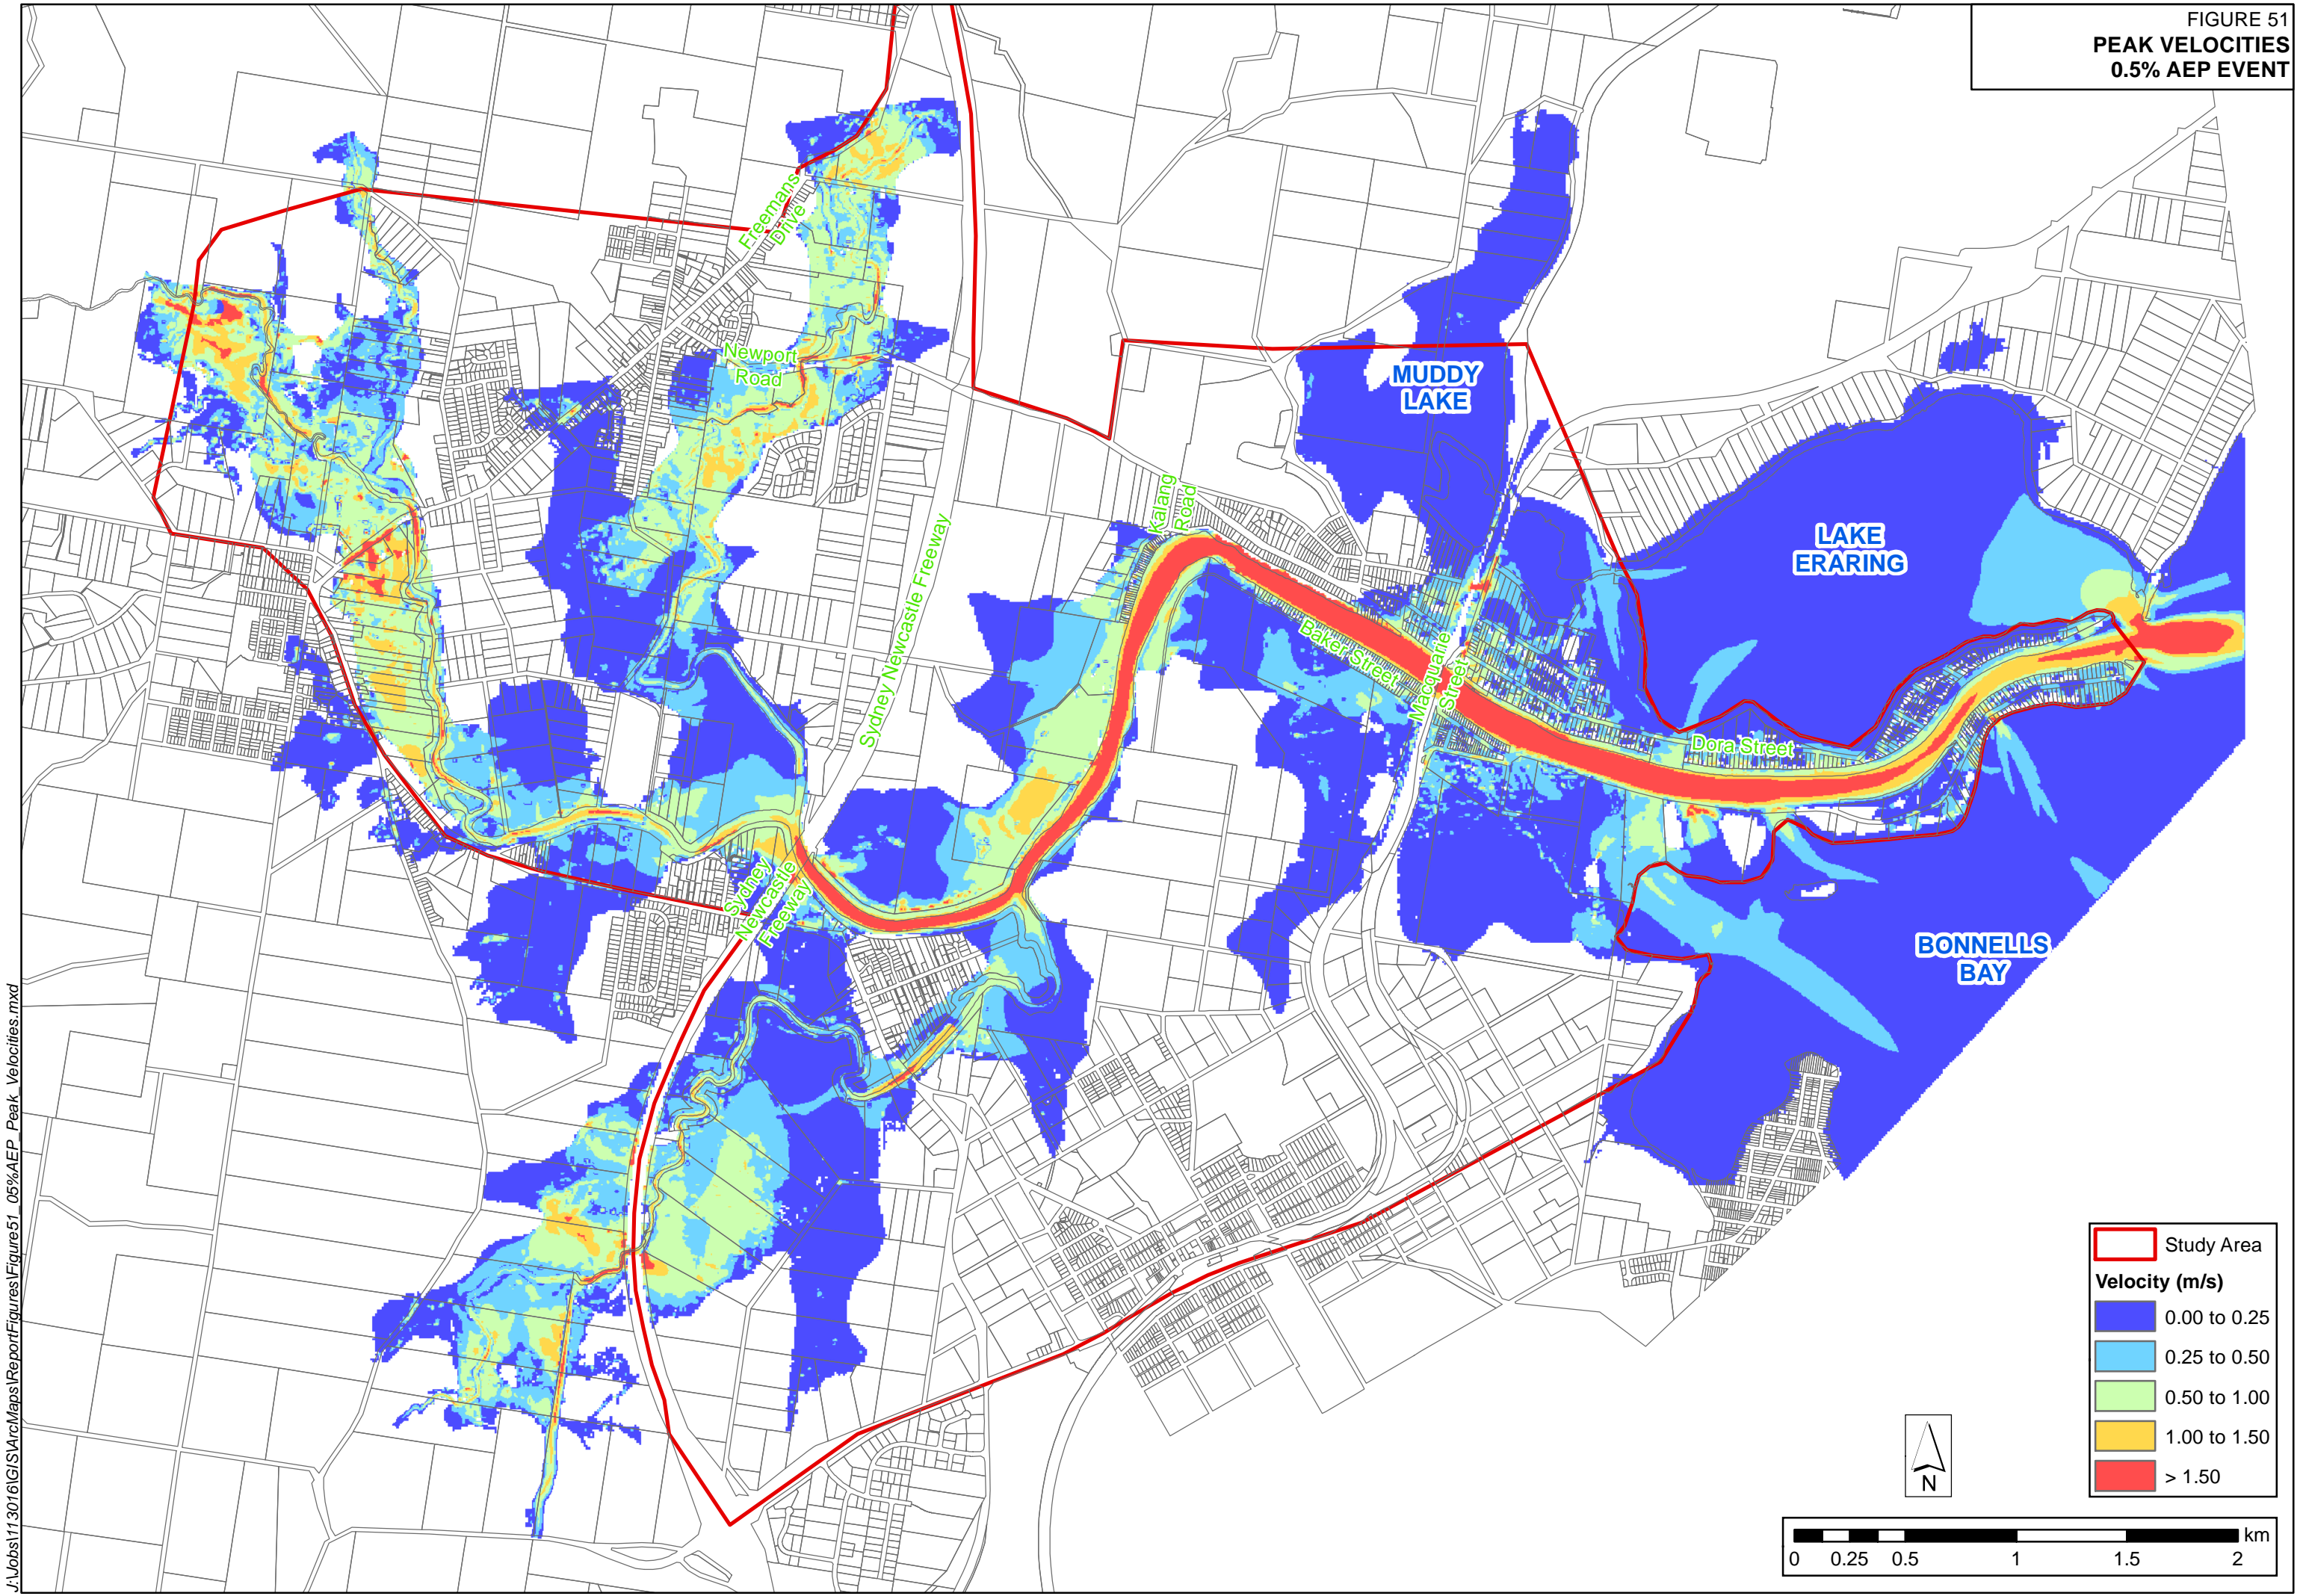 FIGURE 51
PEAK VELOCITIES
0.5% AEP EVENT
Freemans
Drive
Newport
Road
MUDDY
LAKE
Kalang
Road
LAKE
ERARING
Sydney Newcastle Freeway
Baker Street
Macquarie
Street
Dora Street
Sydney
Newcastle
Freeway
BONNELLS
BAY
J:\Jobs\113016\GIS\ArcMaps\ReportFigures\Figure51_05%AEP_Peak_Velocities.mxd
Study Area
Velocity (m/s)
0.00 to 0.25
0.25 to 0.50
0.50 to 1.00
1.00 to 1.50
> 1.50
N
km
0 0.25 0.5 1 1.5 2